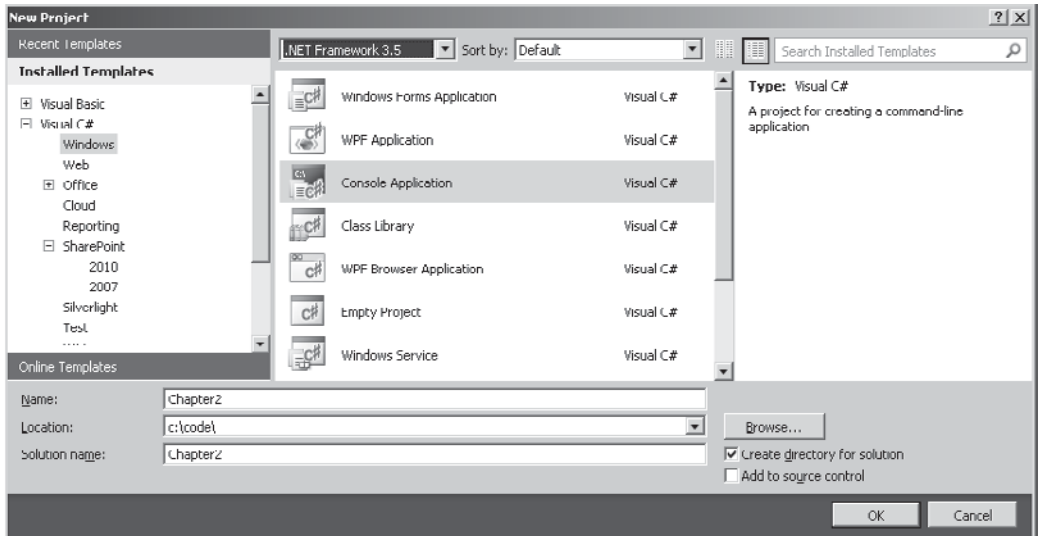 New Project
Recent Templates
.NET Framework 3.5
Sort by: Default
Search Installed Templates
Installed Templates
Visual Basic
Visual C#
Windows
Web
Office
Cloud
Reporting
SharePoint
2010
2007
Silverlight
Test
Online Templates
Windows Forms Application Visual C#
WPF Application Visual C#
Console Application Visual C#
Class Library Visual C#
WPF Browser Application Visual C#
Empty Project Visual C#
Windows Service Visual C#
Type: Visual C#
A project for creating a command-line
application
Name: Chapter2
Location: c:\code\
Browse...
Solution name: Chapter2
Create directory for solution
Add to source control
OK Cancel